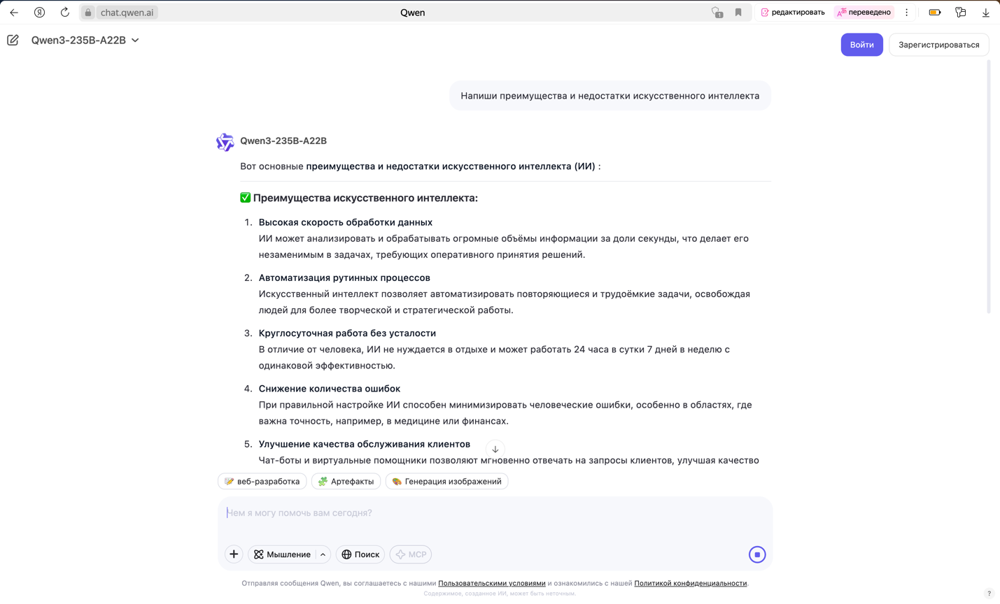 chat.qwen.ai
Qwen
1
редактировать
переведено
Qwen3-235B-A22B
Войти
Зарегистрироваться
Напиши преимущества и недостатки искусственного интеллекта
Qwen3-235B-A22B
Вот основные преимущества и недостатки искусственного интеллекта (ИИ) :
✅ Преимущества искусственного интеллекта:
1. Высокая скорость обработки данных
ИИ может анализировать и обрабатывать огромные объёмы информации за доли секунды, что делает его
незаменимым в задачах, требующих оперативного принятия решений.
2. Автоматизация рутинных процессов
Искусственный интеллект позволяет автоматизировать повторяющиеся и трудоёмкие задачи, освобождая
людей для более творческой и стратегической работы.
3. Круглосуточная работа без усталости
В отличие от человека, ИИ не нуждается в отдыхе и может работать 24 часа в сутки 7 дней в неделю с
одинаковой эффективностью.
4. Снижение количества ошибок
При правильной настройке ИИ способен минимизировать человеческие ошибки, особенно в областях, где
важна точность, например, в медицине или финансах.
5. Улучшение качества обслуживания клиентов
Чат-боты и виртуальные помощники позволяют мгновенно отвечать на запросы клиентов, улучшая качество
веб-разработка
Артефакты
Генерация изображений
Чем я могу помочь вам сегодня?
Мышление
Поиск
MCP
Отправляя сообщения Qwen, вы соглашаетесь с нашими Пользовательскими условиями и ознакомились с нашей Политикой конфиденциальности.
Содержимое, созданное ИИ, может быть неточным.
?